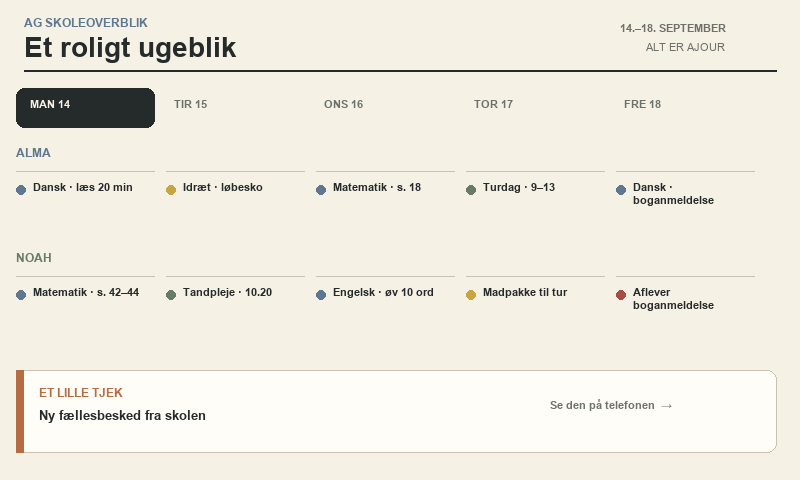 AG SKOLEOVERBLIK
Et roligt ugeblik
14.–18. SEPTEMBER
ALT ER AJOUR
MAN 14
TIR 15
ONS 16
TOR 17
FRE 18
ALMA
Dansk · læs 20 min
Idræt · løbesko
Matematik · s. 18
Turdag · 9–13
Dansk ·
boganmeldelse
NOAH
Matematik · s. 42–44
Tandpleje · 10.20
Engelsk · øv 10 ord
Madpakke til tur
Aflever
boganmeldelse
ET LILLE TJEK
Ny fællesbesked fra skolen
Se den på telefonen →